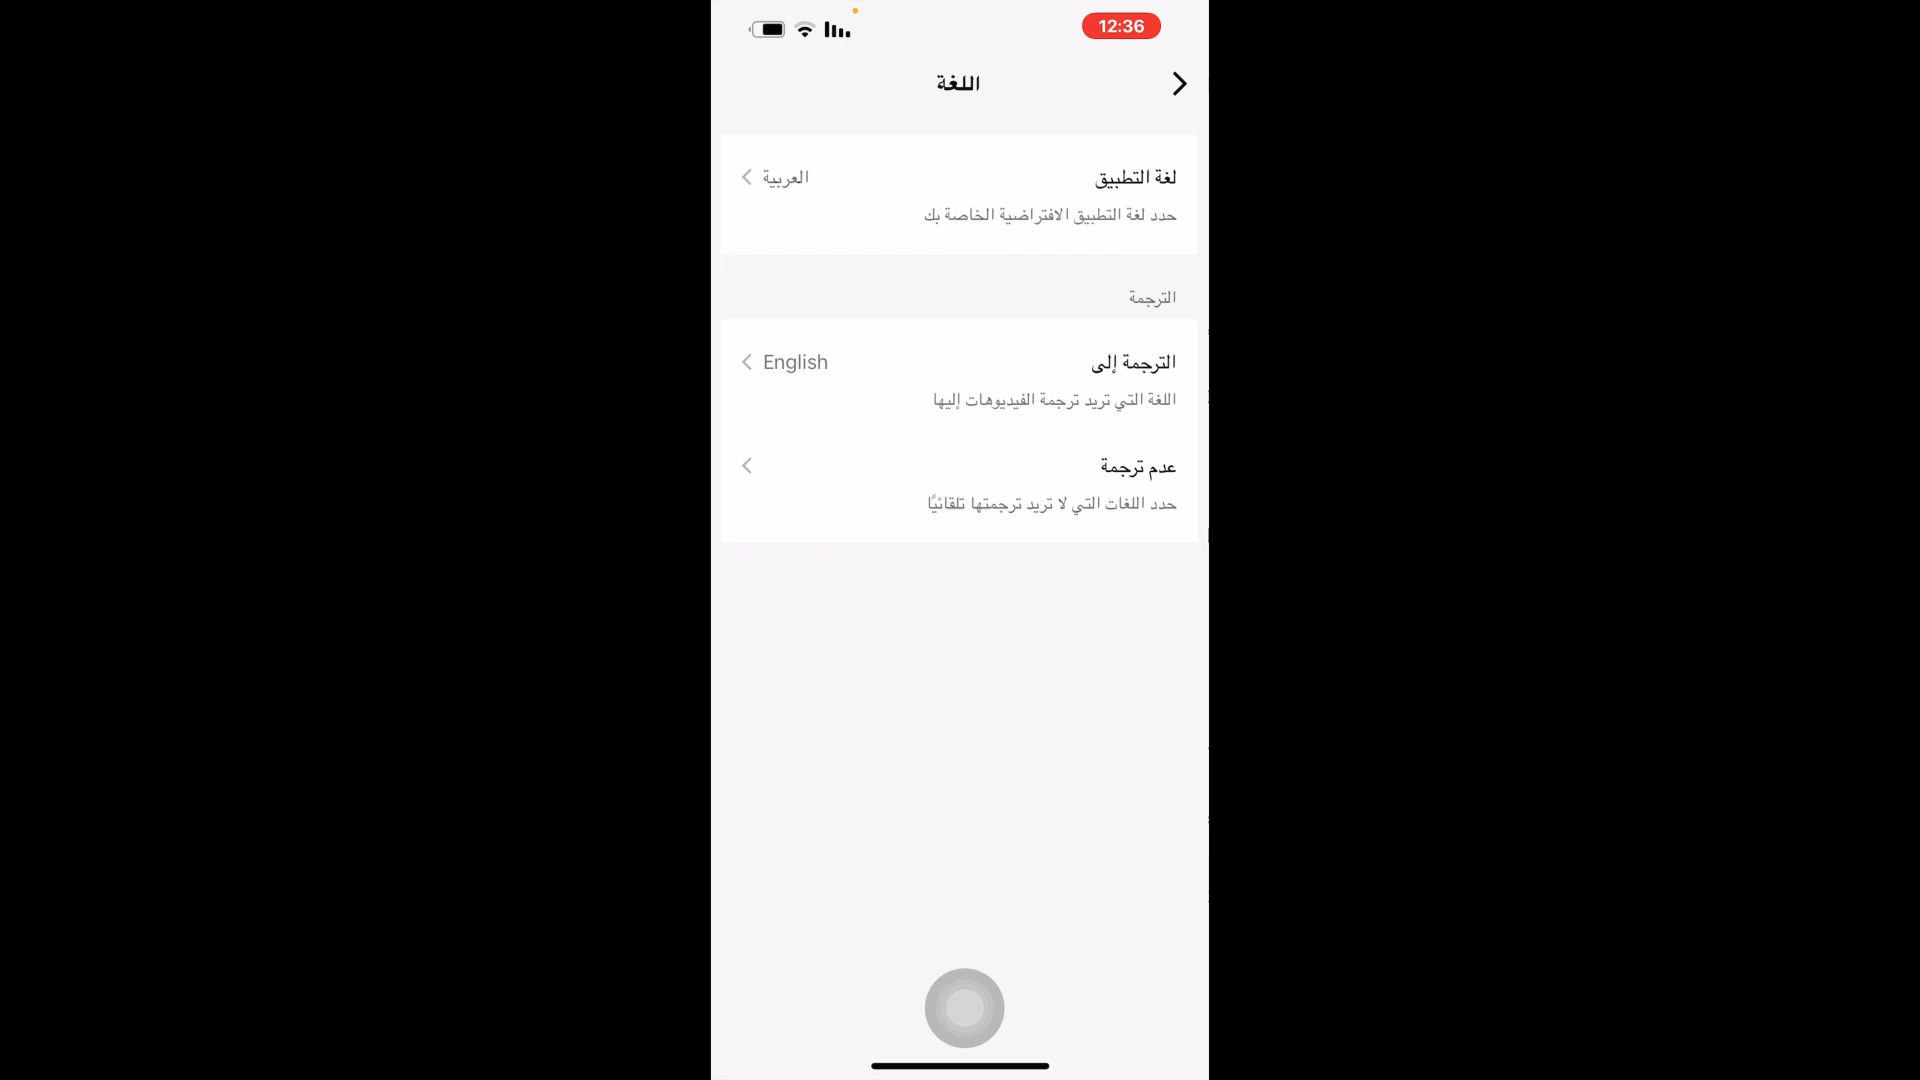 12:36
اللغة
لغة التطبيق
العربية
حدد لغة التطبيق الافتراضية الخاصة بك
الترجمة
الترجمة إلى
English
اللغة التي تريد ترجمة الفيديوهات إليها
عدم ترجمة
حدد اللغات التي لا تريد ترجمتها تلقائيًا